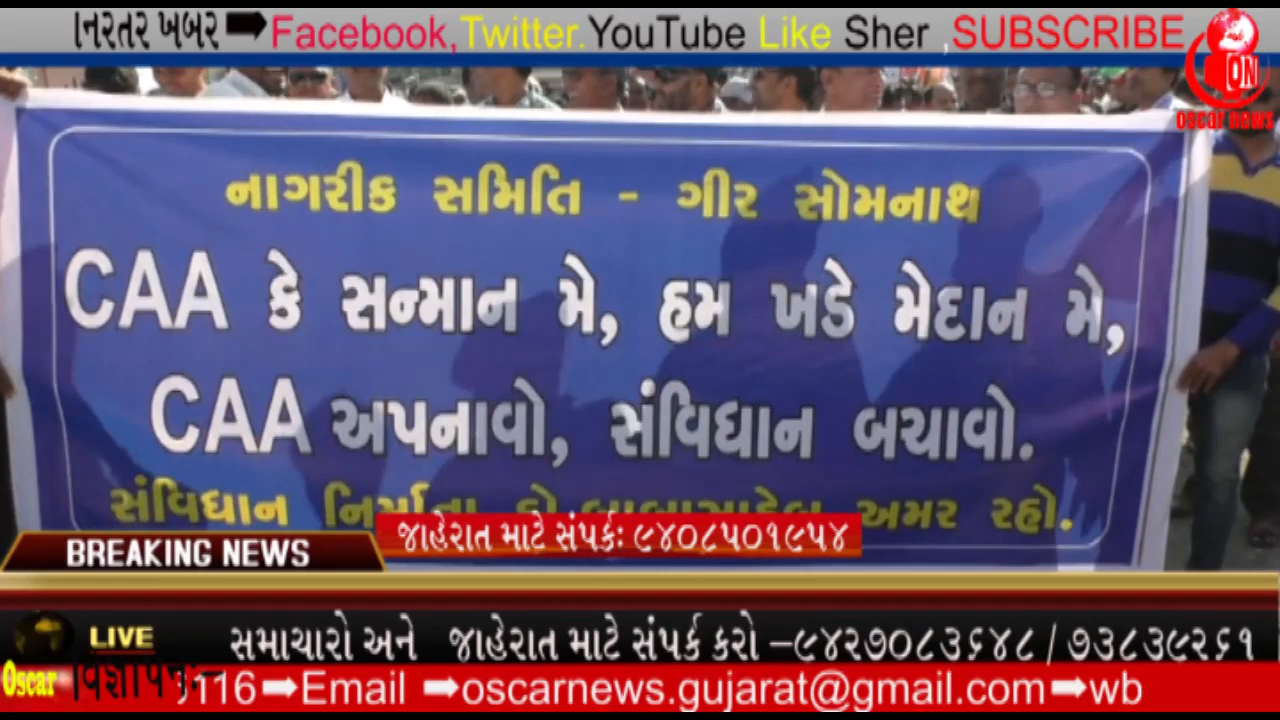 નિરતર ખબર ➡Facebook,Twitter.YouTube Like Sher ,SUBSCRIBE
ON
oscar news
નાગરીક સમિતિ - ગીર સોમનાથ
CAA કે સન્માન મે, હમ ખડે મેદાન મે,
CAA અપનાવો, સંવિધાન બચાવો.
સંવિધાન અમર રહો.
જાહેરાત માટે સંપર્કઃ ૯૪૦૮૫૦૧૯૫૪
BREAKING NEWS
LIVE
સમાચારો અને જાહેરાત માટે સંપર્ક કરો –૯૪૨૭૦૮૩૬૪૮ / ૭૩૮૩૯૨૬૧
Oscar 116➡Email ➡oscarnews.gujarat@gmail.com➡wb